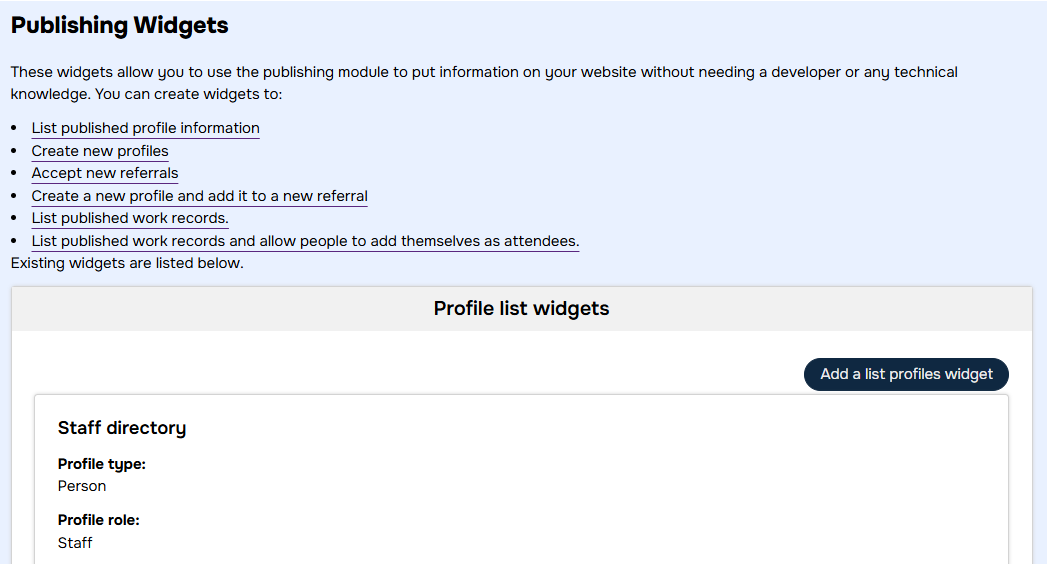 Publishing Widgets
These widgets allow you to use the publishing module to put information on your website without needing a developer or any technical
knowledge. You can create widgets to:
• List published profile information
• Create new profiles
• Accept new referrals
• Create a new profile and add it to a new referral
• List published work records.
• List published work records and allow people to add themselves as attendees.
Existing widgets are listed below.
Profile list widgets
Add a list profiles widget
Staff directory
Profile type:
Person
Profile role:
Staff